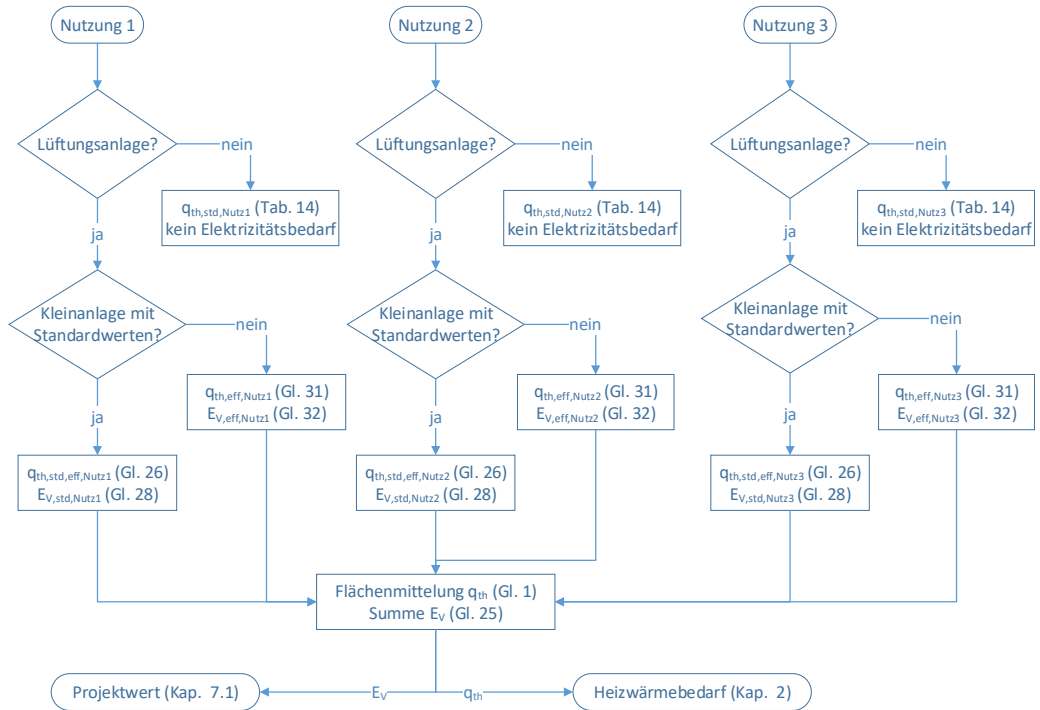 Nutzung 1
Nutzung 2
Nutzung 3
Lüftungsanlage?
nein
Lüftungsanlage?
nein
Lüftungsanlage?
nein
qth,std,Nutz1 (Tab. 14)
kein Elektrizitätsbedarf
qth,std,Nutz2 (Tab. 14)
kein Elektrizitätsbedarf
qth,std,Nutz3 (Tab. 14)
kein Elektrizitätsbedarf
ja
ja
ja
Kleinanlage mit
Standardwerten?
nein
Kleinanlage mit
Standardwerten?
nein
Kleinanlage mit
Standardwerten?
nein
qth,eff,Nutz1 (Gl. 31)
EV,eff,Nutz1 (Gl. 32)
qth,eff,Nutz2 (Gl. 31)
EV,eff,Nutz2 (Gl. 32)
qth,eff,Nutz3 (Gl. 31)
EV,eff,Nutz3 (Gl. 32)
ja
ja
ja
qth,std,eff,Nutz1 (Gl. 26)
EV,std,Nutz1 (Gl. 28)
qth,std,eff,Nutz2 (Gl. 26)
EV,std,Nutz2 (Gl. 28)
qth,std,eff,Nutz3 (Gl. 26)
EV,std,Nutz3 (Gl. 28)
Flächenmittelung qth (Gl. 1)
Summe EV (Gl. 25)
Projektwert (Kap. 7.1)
EV
qth
Heizwärmebedarf (Kap. 2)